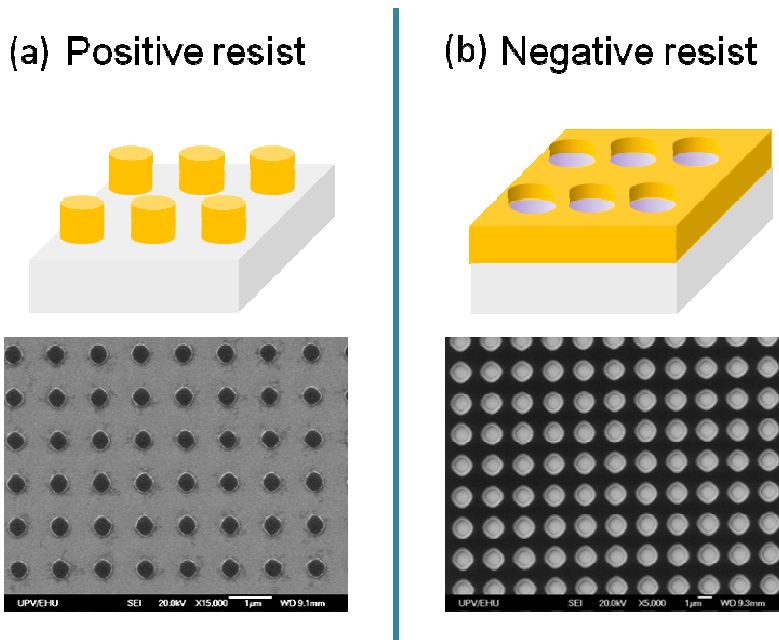 (a) Positive resist
(b) Negative resist
UPV/EHU SEI 20.0kV X15,000 1µm WD 9.1mm
UPV/EHU SEI 20.0kV X5,000 1µm WD 9.3mm